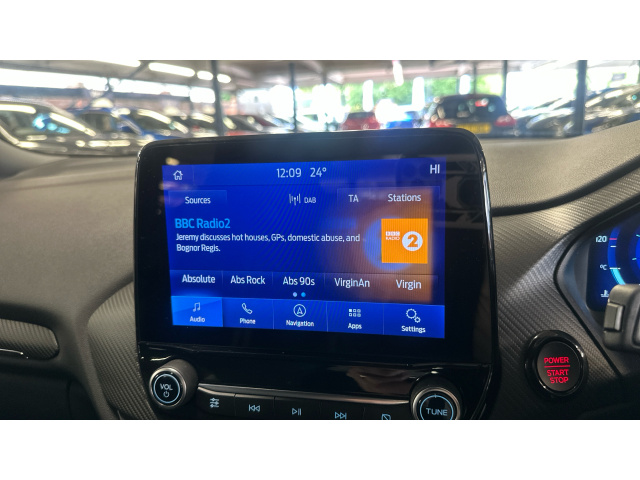 12:09 24° HI
Sources DAB TA Stations
BBC Radio2
Jeremy discusses hot houses, GPs, domestic abuse, and
Bognor Regis.
BBC
RADIO 2
Absolute Abs Rock Abs 90s VirginAn Virgin
Audio Phone Navigation Apps Settings
VOL
TUNE
120
°C
POWER
START
STOP